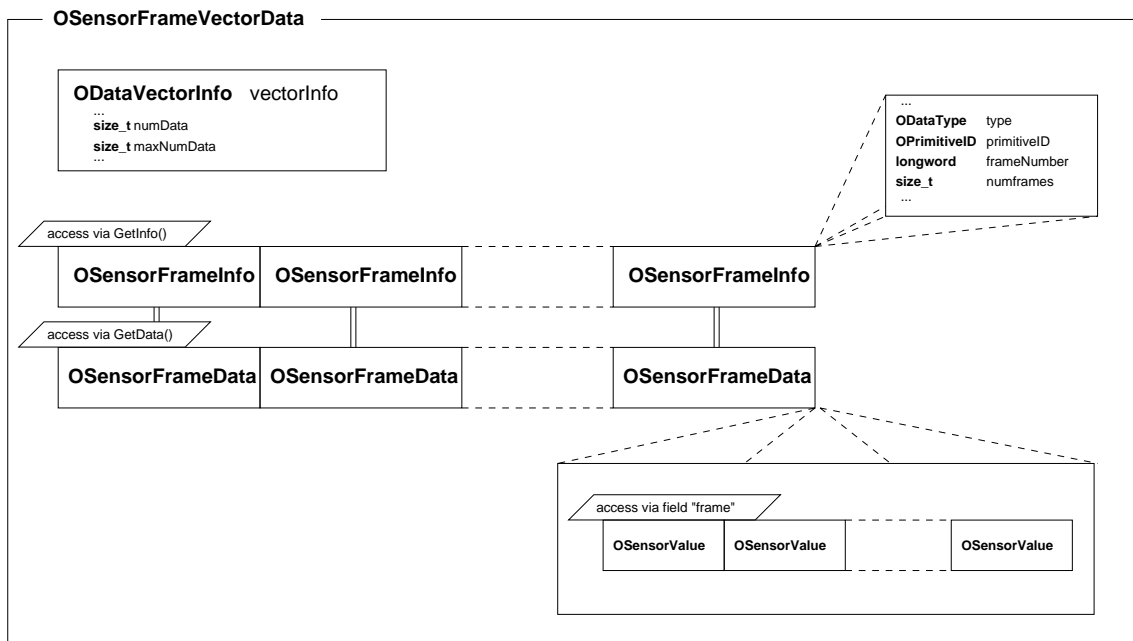 OSensorFrameVectorData
ODataVectorInfo vectorInfo
...
size_t numData
size_t maxNumData
...
...
ODataType type
OPrimitiveID primitiveID
longword frameNumber
size_t numframes
...
access via GetInfo()
OSensorFrameInfo OSensorFrameInfo OSensorFrameInfo
access via GetData()
OSensorFrameData OSensorFrameData OSensorFrameData
access via field "frame"
OSensorValue OSensorValue OSensorValue